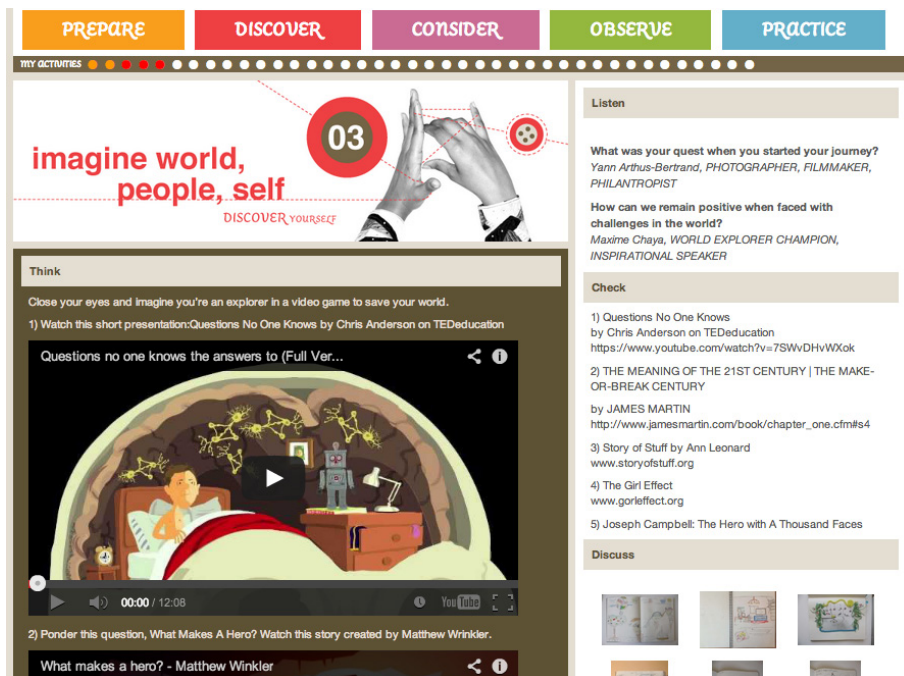 PREPARE
DISCOVER
CONSIDER
OBSERVE
PRACTICE
MY ACTIVITIES
03
imagine world,
people, self
DISCOVER YOURSELF
Think
Close your eyes and imagine you're an explorer in a video game to save your world.
1) Watch this short presentation:Questions No One Knows by Chris Anderson on TEDeducation
Questions no one knows the answers to (Full Ver...
00:00 / 12:08
YouTube
2) Ponder this question, What Makes A Hero? Watch this story created by Matthew Wrinkler.
What makes a hero? - Matthew Winkler
Listen
What was your quest when you started your journey?
Yann Arthus-Bertrand, PHOTOGRAPHER, FILMMAKER,
PHILANTROPIST
How can we remain positive when faced with
challenges in the world?
Maxime Chaya, WORLD EXPLORER CHAMPION,
INSPIRATIONAL SPEAKER
Check
1) Questions No One Knows
by Chris Anderson on TEDeducation
https://www.youtube.com/watch?v=7SWvDHvWXok
2) THE MEANING OF THE 21ST CENTURY | THE MAKE-
OR-BREAK CENTURY
by JAMES MARTIN
http://www.jamesmartin.com/book/chapter_one.cfm#s4
3) Story of Stuff by Ann Leonard
www.storyofstuff.org
4) The Girl Effect
www.gorleffect.org
5) Joseph Campbell: The Hero with A Thousand Faces
Discuss